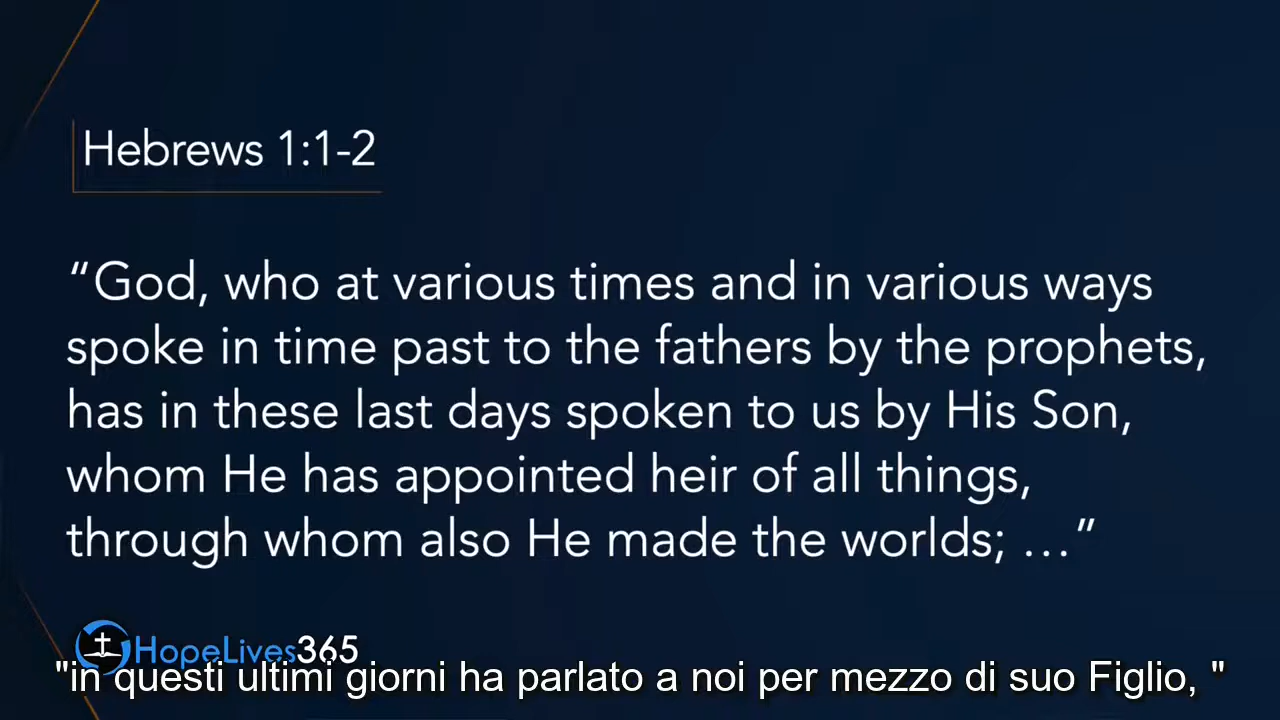 Hebrews 1:1-2
“God, who at various times and in various ways
spoke in time past to the fathers by the prophets,
has in these last days spoken to us by His Son,
whom He has appointed heir of all things,
through whom also He made the worlds; …”
HopeLives365
"in questi ultimi giorni ha parlato a noi per mezzo di suo Figlio, "